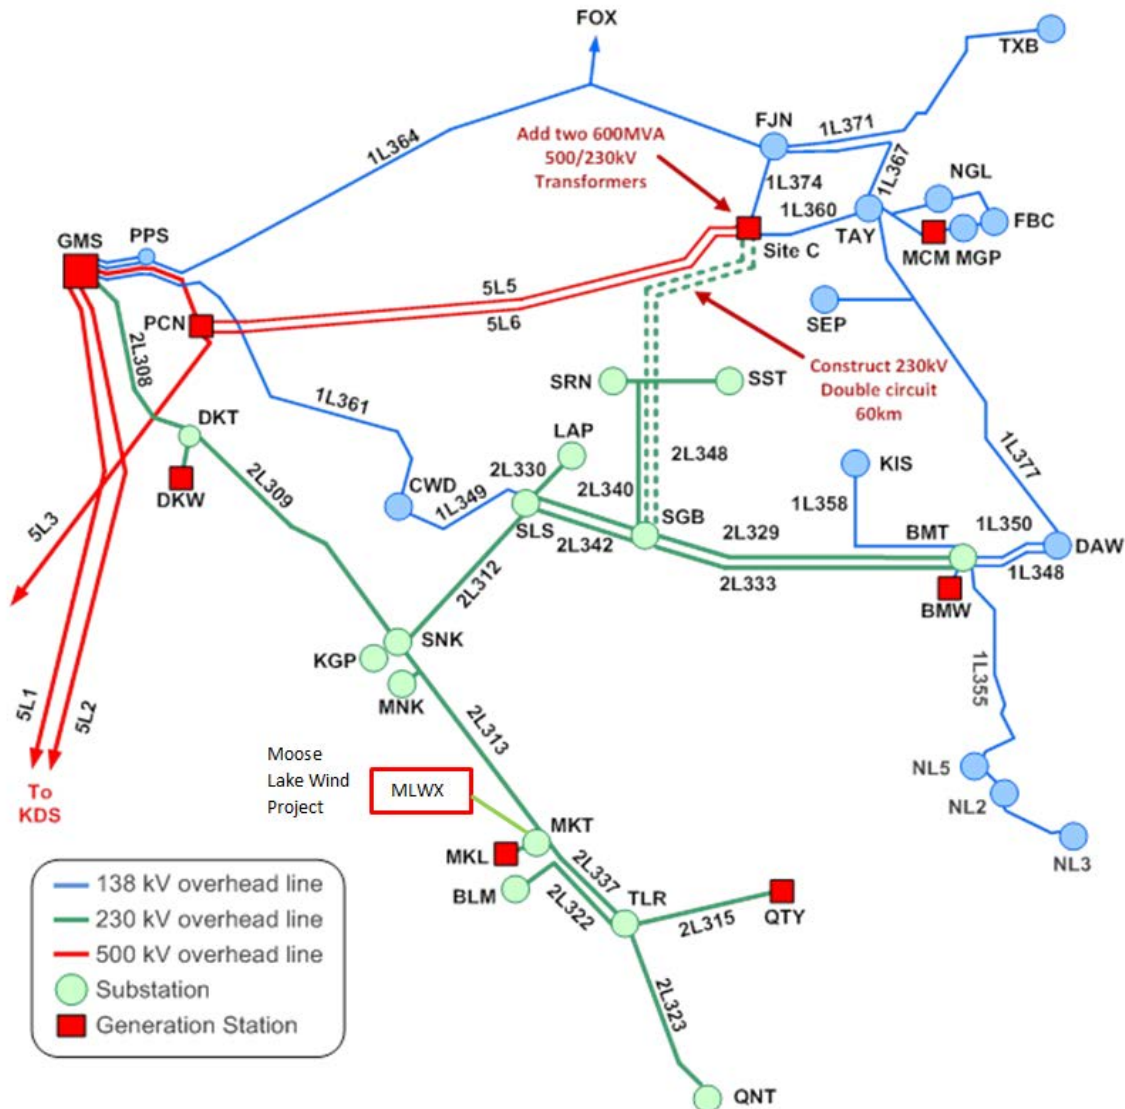 FOX
TXB
FJN
1L371
Add two 600MVA
500/230kV
Transformers
1L364
1L374
1L367
NGL
1L360
FBC
GMS
PPS
Site C
TAY
MCM MGP
5L5
PCN
5L6
SEP
2L308
SRN
SST
Construct 230kV
Double circuit
60km
1L361
DKT
LAP
2L348
KIS
1L377
2L330
DKW
2L309
CWD
1L349
2L340
1L358
SGB
SLS
2L342
2L329
BMT
1L350
DAW
5L3
2L333
1L348
2L312
BMW
SNK
KGP
MNK
1L355
5L1
5L2
2L313
Moose
Lake Wind
Project
MLWX
NL5
NL2
To
KDS
MKT
MKL
NL3
2L337
BLM
2L322
TLR
2L315
QTY
138 kV overhead line
230 kV overhead line
500 kV overhead line
Substation
Generation Station
2L323
QNT